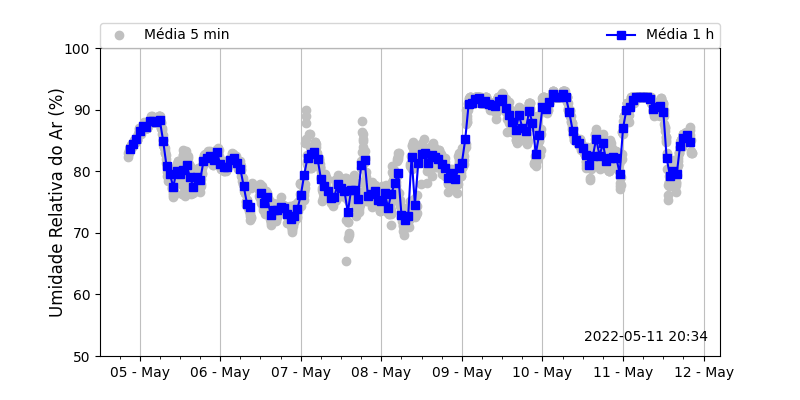 Média 5 min
Média 1 h
Umidade Relativa do Ar (%)
100
90
80
70
60
50
2022-05-11 20:34
05 - May
06 - May
07 - May
08 - May
09 - May
10 - May
11 - May
12 - May